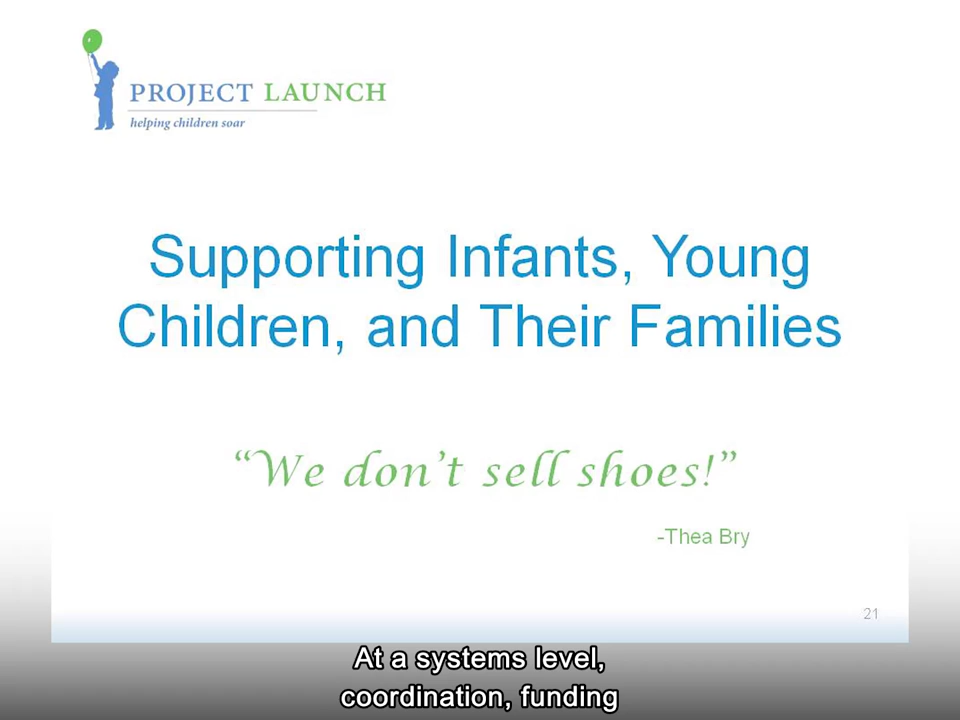 PROJECT LAUNCH
helping children soar
Supporting Infants, Young
Children, and Their Families
“We don’t sell shoes!”
-Thea Bry
21
At a systems level,
coordination, funding